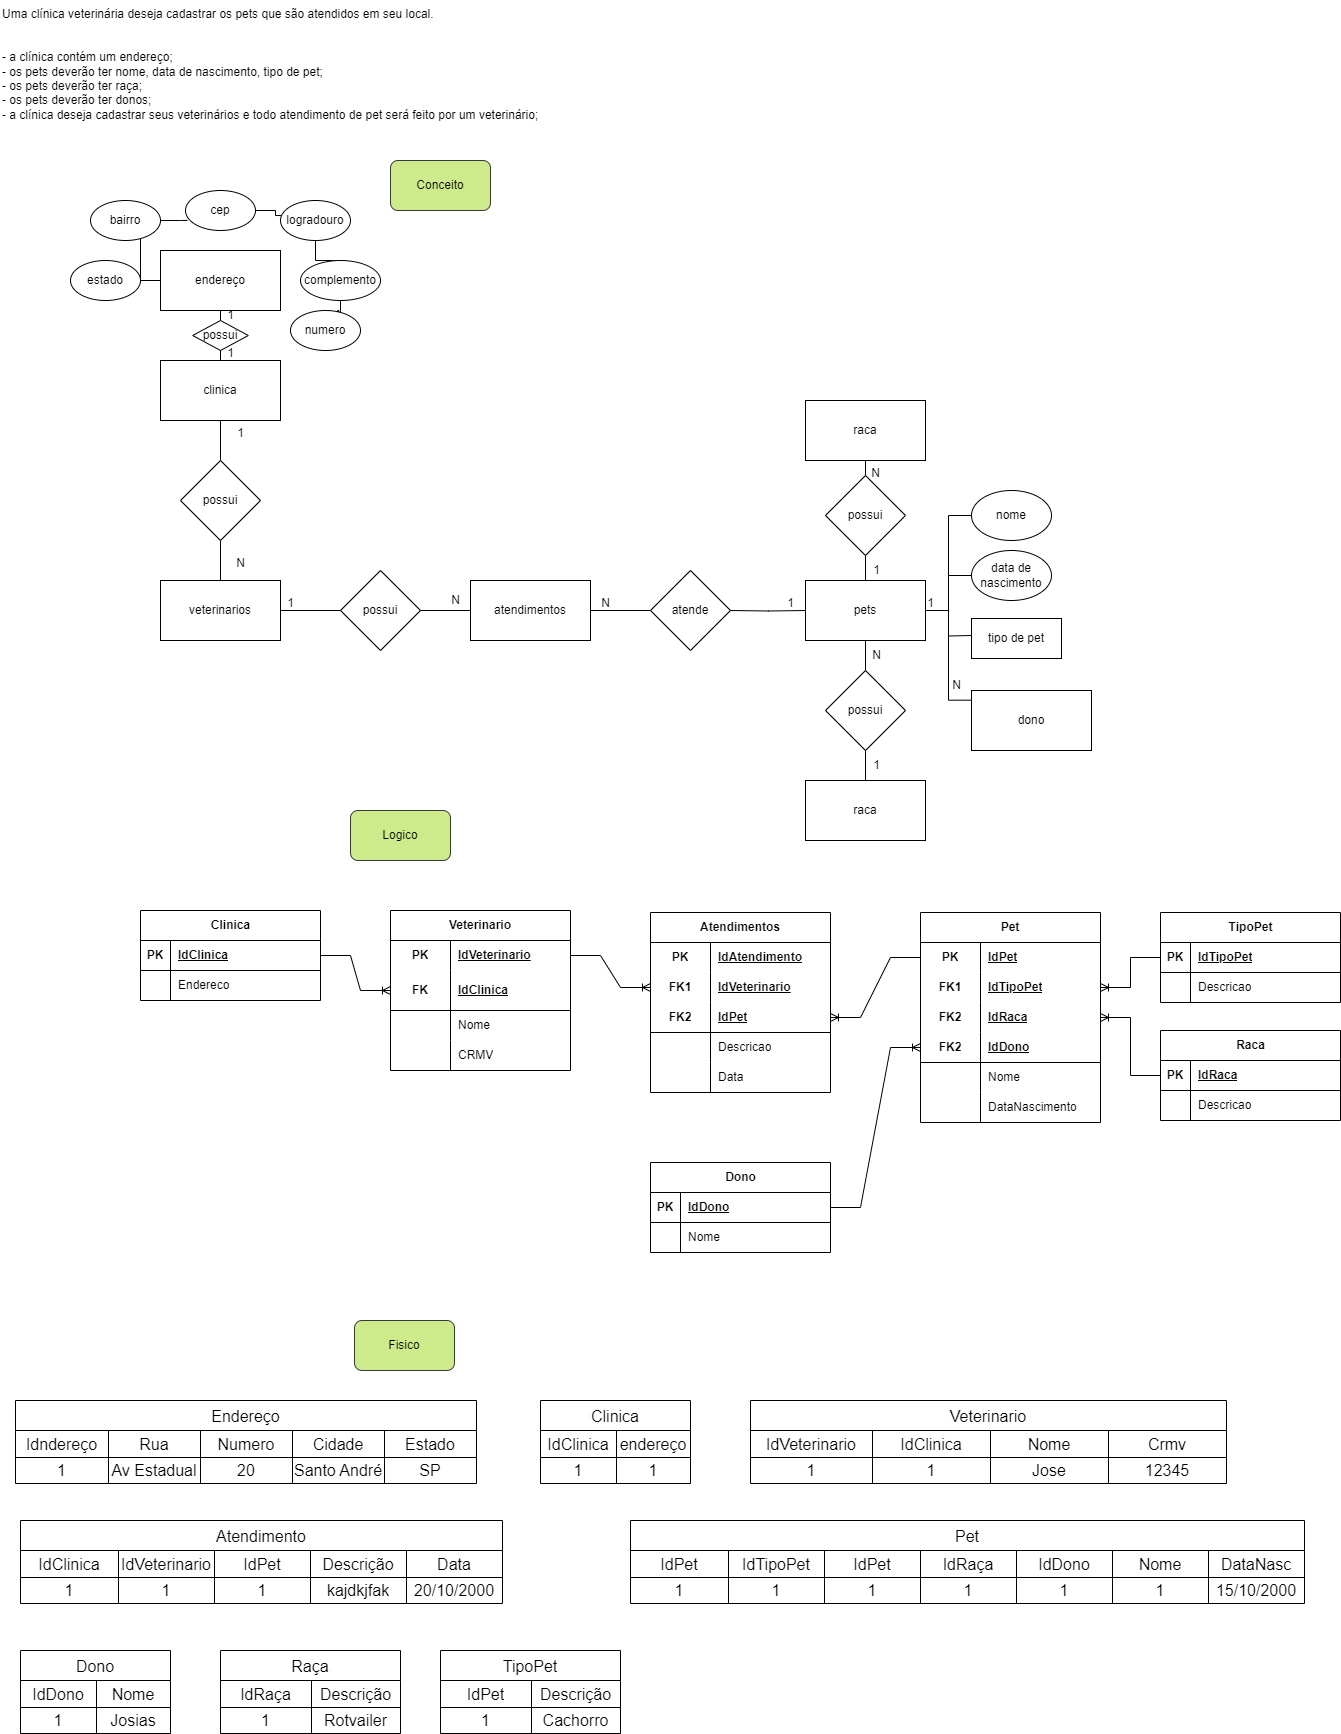 Uma clínica veterinária deseja cadastrar os pets que são atendidos em seu local.
- a clínica contém um endereço;
- os pets deverão ter nome, data de nascimento, tipo de pet;
- os pets deverão ter raça;
- os pets deverão ter donos;
- a clínica deseja cadastrar seus veterinários e todo atendimento de pet será feito por um veterinário;
Conceito
cep
bairro
logradouro
estado
endereço
complemento
1
numero
possui
1
clinica
1
possui
N
raca
N
possui
1
nome
data de
nascimento
veterinarios
1
possui
N
atendimentos
N
atende
1
pets
1
tipo de pet
N
N
dono
possui
1
raca
Logico
Clinica
PK IdClinica
Endereco
Veterinario
PK IdVeterinario
FK IdClinica
Nome
CRMV
Atendimentos
PK IdAtendimento
FK1 IdVeterinario
FK2 IdPet
Descricao
Data
Pet
PK IdPet
FK1 IdTipoPet
FK2 IdRaca
FK2 IdDono
Nome
DataNascimento
TipoPet
PK IdTipoPet
Descricao
Raca
PK IdRaca
Descricao
Dono
PK IdDono
Nome
Fisico
Endereço
Idndereço Rua Numero Cidade Estado
1 Av Estadual 20 Santo André SP
Clinica
IdClinica endereço
1 1
Veterinario
IdVeterinario IdClinica Nome Crmv
1 1 Jose 12345
Atendimento
IdClinica IdVeterinario IdPet Descrição Data
1 1 1 kajdkjfak 20/10/2000
Pet
IdPet IdTipoPet IdPet IdRaça IdDono Nome DataNasc
1 1 1 1 1 1 15/10/2000
Dono
IdDono Nome
1 Josias
Raça
IdRaça Descrição
1 Rotvailer
TipoPet
IdPet Descrição
1 Cachorro